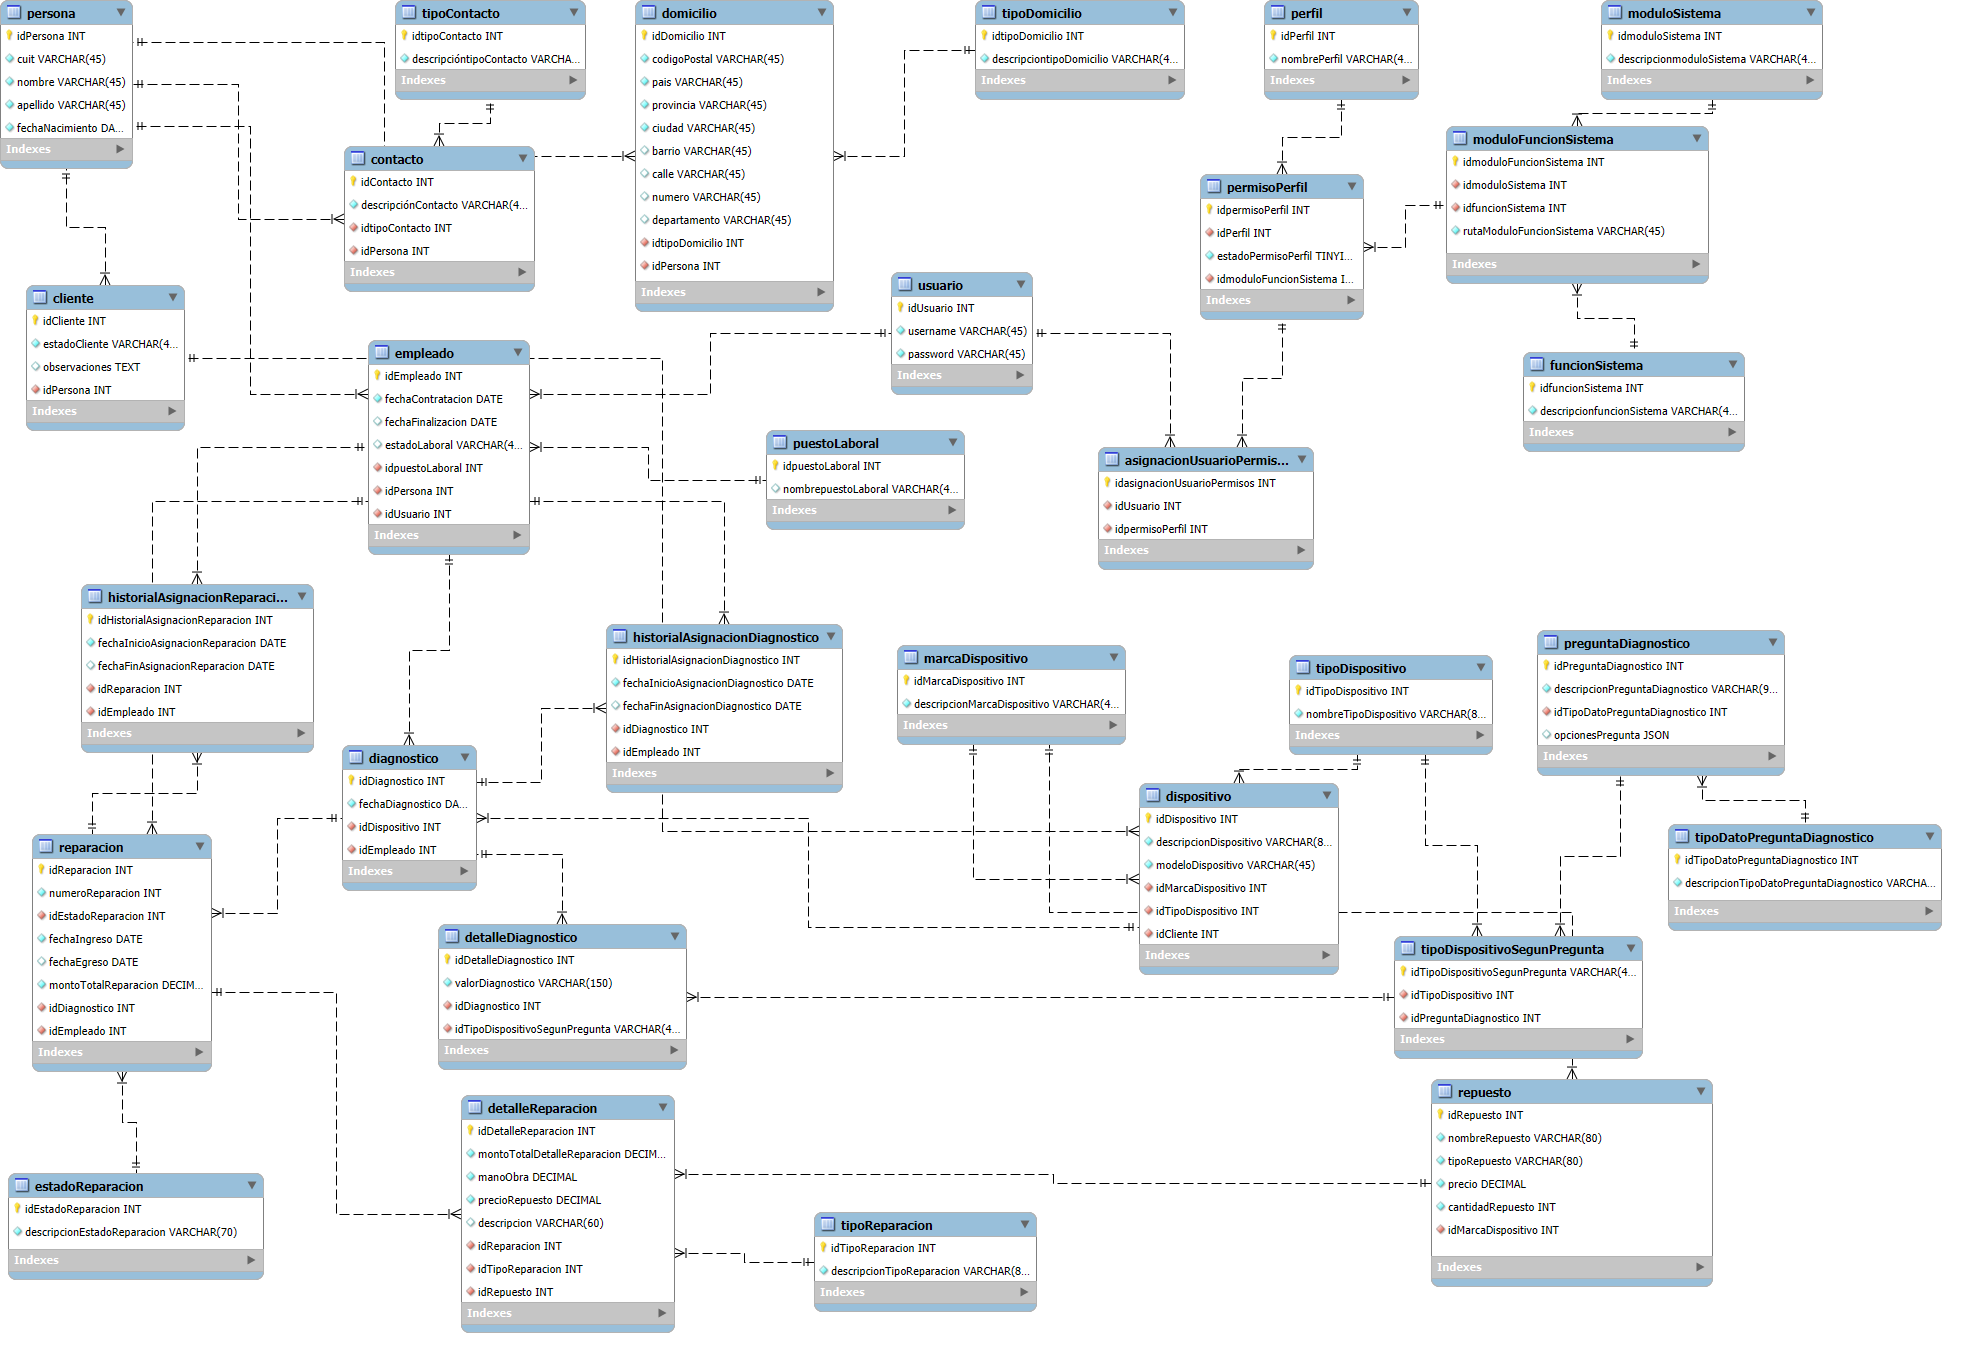 persona
idPersona INT
cuit VARCHAR(45)
nombre VARCHAR(45)
apellido VARCHAR(45)
fechaNacimiento DA...
Indexes
tipoContacto
idtipoContacto INT
descripcióntipoContacto VARCHA...
Indexes
domicilio
idDomicilio INT
codigoPostal VARCHAR(45)
pais VARCHAR(45)
provincia VARCHAR(45)
ciudad VARCHAR(45)
barrio VARCHAR(45)
calle VARCHAR(45)
numero VARCHAR(45)
departamento VARCHAR(45)
idtipoDomicilio INT
idPersona INT
Indexes
tipoDomicilio
idtipoDomicilio INT
descripciontipoDomicilio VARCHAR(4...
Indexes
perfil
idPerfil INT
nombrePerfil VARCHAR(4...
Indexes
moduloSistema
idmoduloSistema INT
descripcionmoduloSistema VARCHAR(4...
Indexes
contacto
idContacto INT
descripciónContacto VARCHAR(4...
idtipoContacto INT
idPersona INT
Indexes
permisoPerfil
idpermisoPerfil INT
idPerfil INT
estadoPermisoPerfil TINYI...
idmoduloFuncionSistema I...
Indexes
moduloFuncionSistema
idmoduloFuncionSistema INT
idmoduloSistema INT
idfuncionSistema INT
rutaModuloFuncionSistema VARCHAR(45)
Indexes
cliente
idCliente INT
estadoCliente VARCHAR(4...
observaciones TEXT
idPersona INT
Indexes
empleado
idEmpleado INT
fechaContratacion DATE
fechaFinalizacion DATE
estadoLaboral VARCHAR(4...
idpuestoLaboral INT
idPersona INT
idUsuario INT
Indexes
usuario
idUsuario INT
username VARCHAR(45)
password VARCHAR(45)
Indexes
funcionSistema
idfuncionSistema INT
descripcionfuncionSistema VARCHAR(4...
Indexes
puestoLaboral
idpuestoLaboral INT
nombrepuestoLaboral VARCHAR(4...
Indexes
asignacionUsuarioPermis...
idasignacionUsuarioPermisos INT
idUsuario INT
idpermisoPerfil INT
Indexes
historialAsignacionReparaci...
idHistorialAsignacionReparacion INT
fechaInicioAsignacionReparacion DATE
fechaFinAsignacionReparacion DATE
idReparacion INT
idEmpleado INT
Indexes
historialAsignacionDiagnostico
idHistorialAsignacionDiagnostico INT
fechaInicioAsignacionDiagnostico DATE
fechaFinAsignacionDiagnostico DATE
idDiagnostico INT
idEmpleado INT
Indexes
marcaDispositivo
idMarcaDispositivo INT
descripcionMarcaDispositivo VARCHAR(4...
Indexes
tipoDispositivo
idTipoDispositivo INT
nombreTipoDispositivo VARCHAR(8...
Indexes
preguntaDiagnostico
idPreguntaDiagnostico INT
descripcionPreguntaDiagnostico VARCHAR(9...
idTipoDatoPreguntaDiagnostico INT
opcionesPregunta JSON
Indexes
diagnostico
idDiagnostico INT
fechaDiagnostico DA...
idDispositivo INT
idEmpleado INT
Indexes
dispositivo
idDispositivo INT
descripcionDispositivo VARCHAR(8...
modeloDispositivo VARCHAR(45)
idMarcaDispositivo INT
idTipoDispositivo INT
idCliente INT
Indexes
tipoDatoPreguntaDiagnostico
idTipoDatoPreguntaDiagnostico INT
descripcionTipoDatoPreguntaDiagnostico VARCHA...
Indexes
reparacion
idReparacion INT
numeroReparacion INT
idEstadoReparacion INT
fechaIngreso DATE
fechaEgreso DATE
montoTotalReparacion DECIM...
idDiagnostico INT
idEmpleado INT
Indexes
detalleDiagnostico
idDetalleDiagnostico INT
valorDiagnostico VARCHAR(150)
idDiagnostico INT
idTipoDispositivoSegunPregunta VARCHAR(4...
Indexes
tipoDispositivoSegunPregunta
idTipoDispositivoSegunPregunta VARCHAR(4...
idTipoDispositivo INT
idPreguntaDiagnostico INT
Indexes
detalleReparacion
idDetalleReparacion INT
montoTotalDetalleReparacion DECIM...
manoObra DECIMAL
precioRepuesto DECIMAL
descripcion VARCHAR(60)
idReparacion INT
idTipoReparacion INT
idRepuesto INT
Indexes
repuesto
idRepuesto INT
nombreRepuesto VARCHAR(80)
tipoRepuesto VARCHAR(80)
precio DECIMAL
cantidadRepuesto INT
idMarcaDispositivo INT
Indexes
estadoReparacion
idEstadoReparacion INT
descripcionEstadoReparacion VARCHAR(70)
Indexes
tipoReparacion
idTipoReparacion INT
descripcionTipoReparacion VARCHAR(8...
Indexes